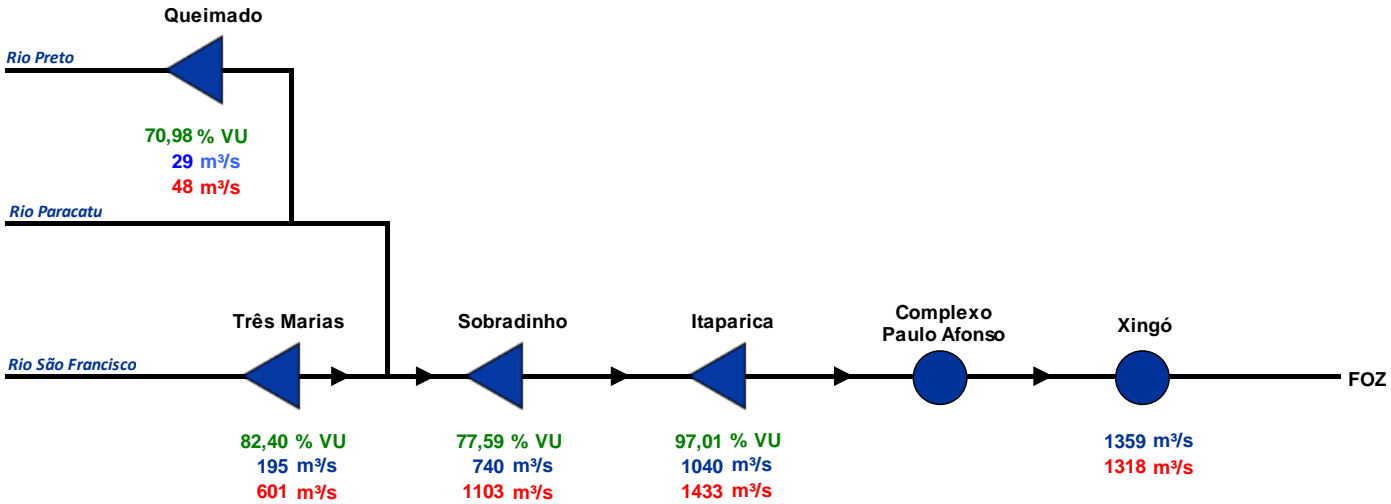 Queimado
Rio Preto
70,98 % VU
29 m³/s
48 m³/s
Rio Paracatu
Três Marias
Sobradinho
Itaparica
Complexo
Paulo Afonso
Xingó
Rio São Francisco
FOZ
82,40 % VU
195 m³/s
601 m³/s
77,59 % VU
740 m³/s
1103 m³/s
97,01 % VU
1040 m³/s
1433 m³/s
1359 m³/s
1318 m³/s